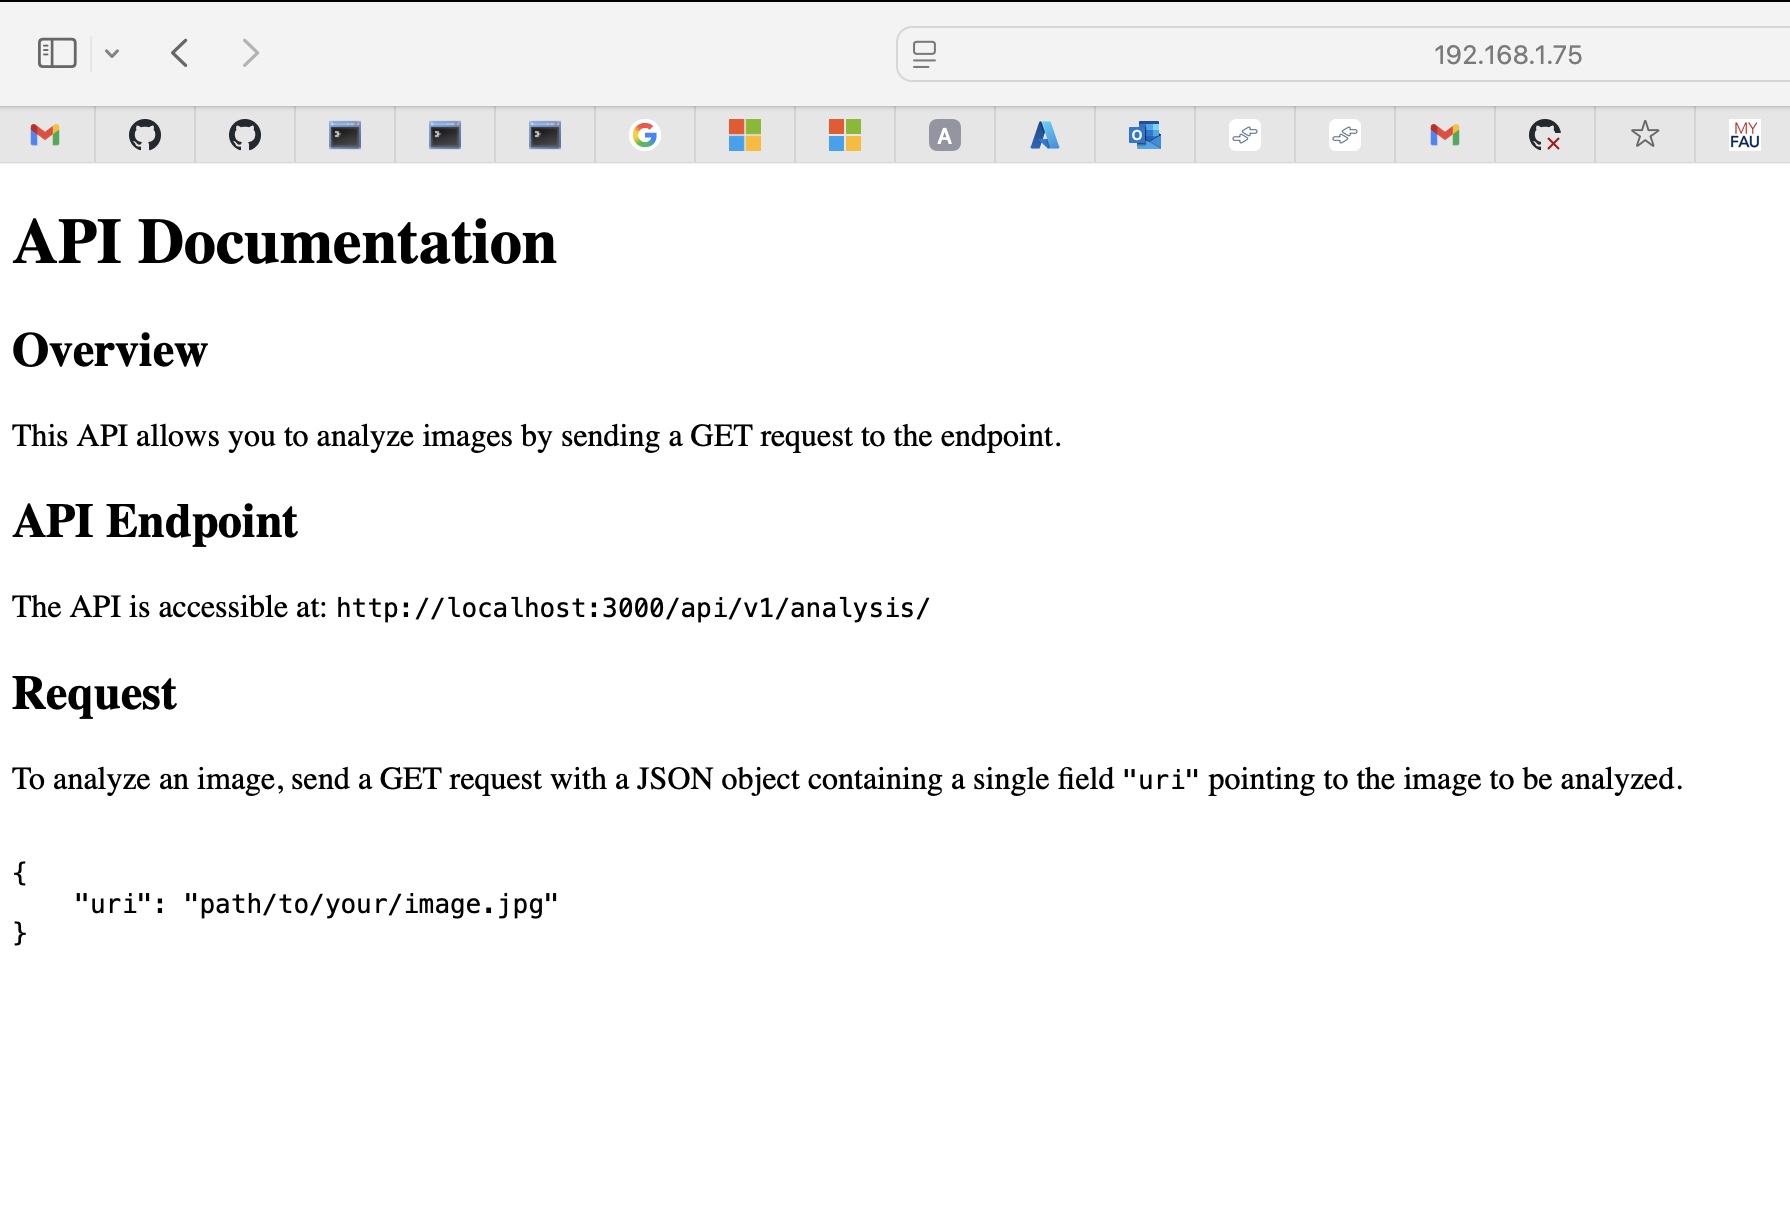 192.168.1.75
A
MY
FAU
API Documentation
Overview
This API allows you to analyze images by sending a GET request to the endpoint.
API Endpoint
The API is accessible at: http://localhost:3000/api/v1/analysis/
Request
To analyze an image, send a GET request with a JSON object containing a single field "uri" pointing to the image to be analyzed.
{
    "uri": "path/to/your/image.jpg"
}